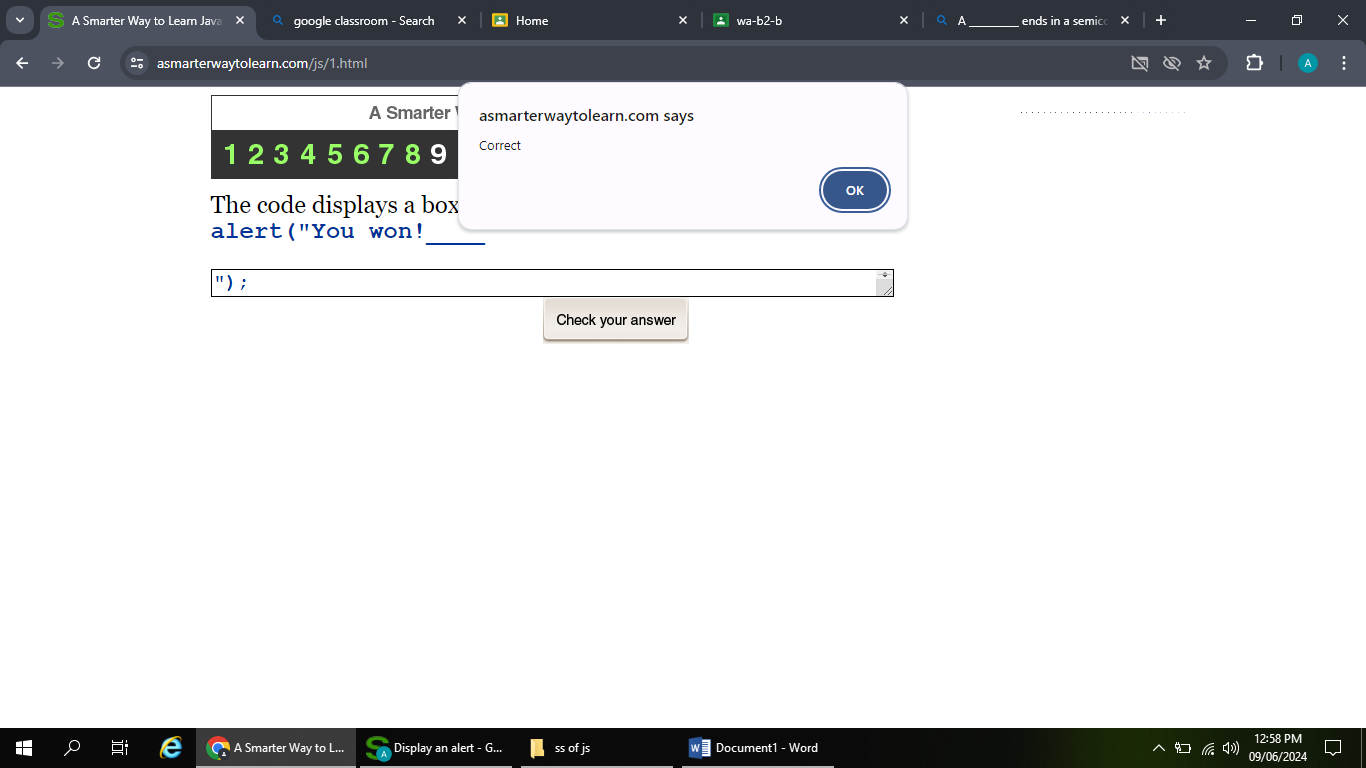 A Smarter Way to Learn Java
google classroom - Search
Home
wa-b2-b
A ________ ends in a semico
asmarterwaytolearn.com/js/1.html
A
A Smarter
asmarterwaytolearn.com says
Correct
OK
1 2 3 4 5 6 7 8 9
The code displays a box
alert("You won!____
");
Check your answer
A Smarter Way to L...
Display an alert - G...
ss of js
Document1 - Word
12:58 PM
09/06/2024